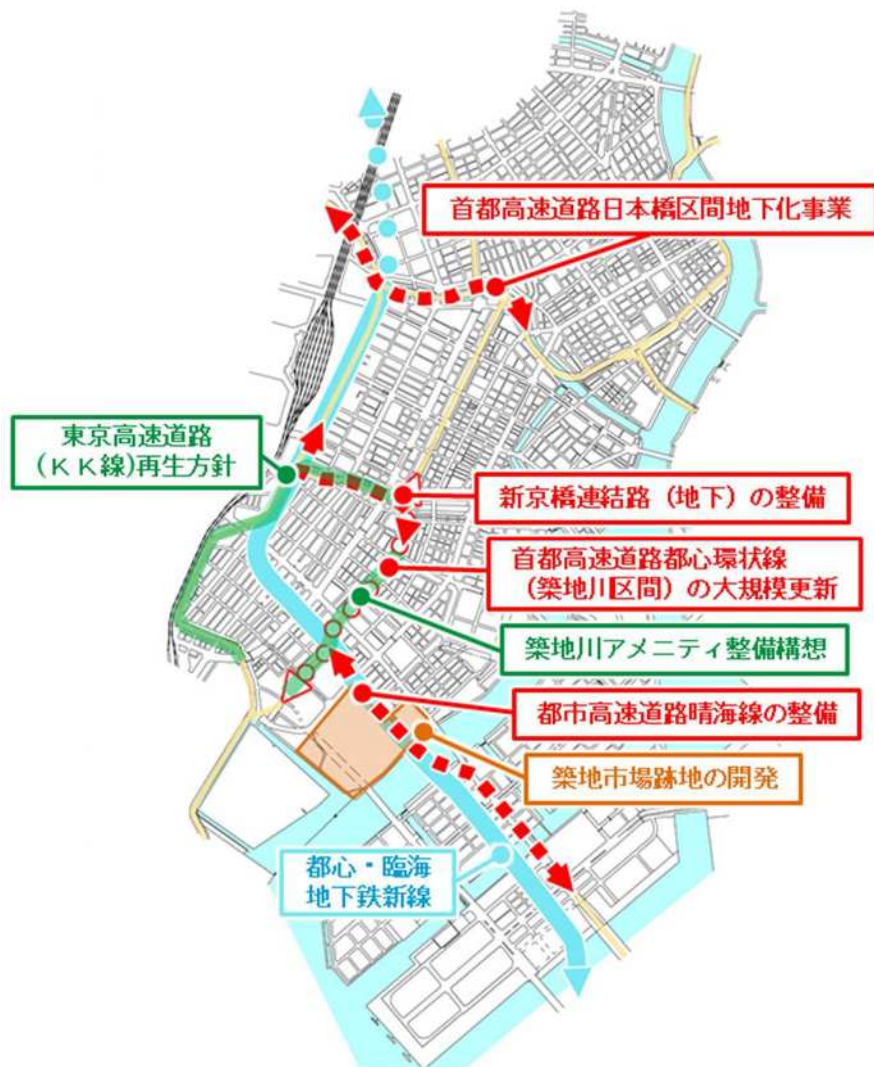 首都高速道路日本橋区間地下化事業
東京高速道路
(KK線)再生方針
新京橋連結路(地下)の整備
首都高速道路都心環状線
(築地川区間)の大規模更新
築地川アメニティ整備構想
都市高速道路晴海線の整備
築地市場跡地の開発
都心・臨海
地下鉄新線